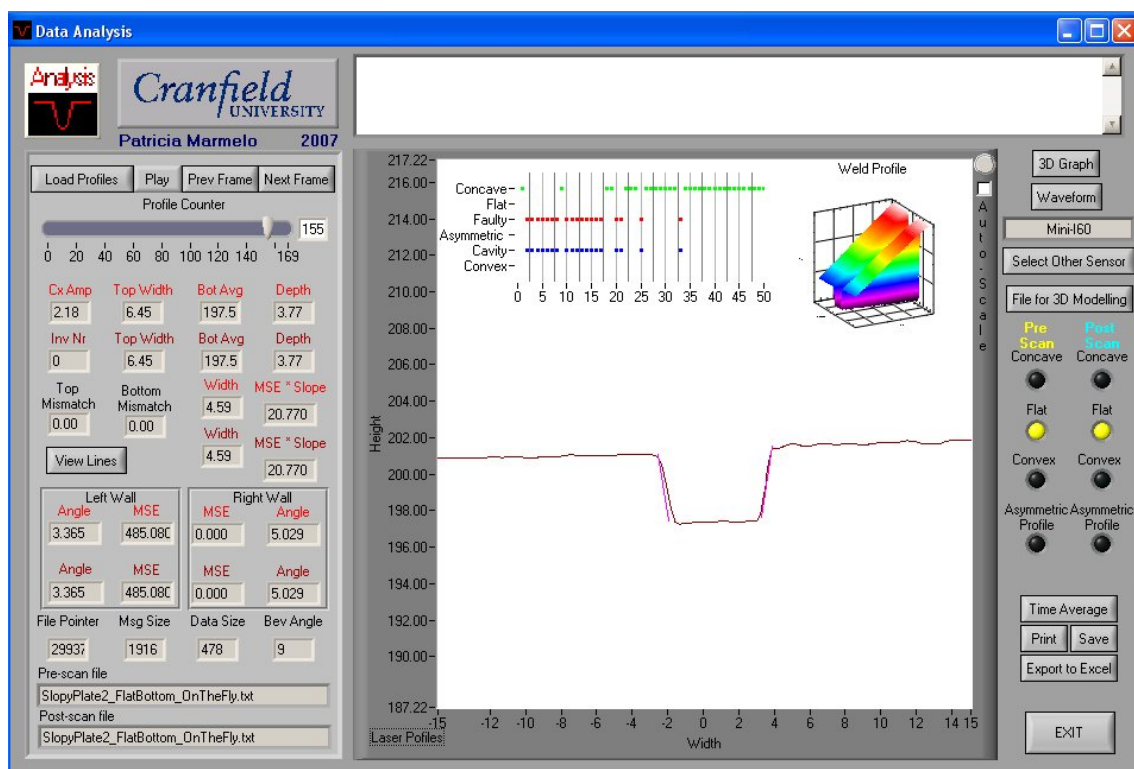 Data Analysis
Analysis
Cranfield
UNIVERSITY
Patricia Marmelo 2007
Load Profiles Play Prev Frame Next Frame
Profile Counter
155
0 20 40 60 80 100 120 140 169
Cx Amp Top Width Bot Avg Depth
2.18 6.45 197.5 3.77
Inv Nr Top Width Bot Avg Depth
0 6.45 197.5 3.77
Top Mismatch Bottom Mismatch Width MSE * Slope
0.00 0.00 4.59 20.770
Width MSE * Slope
4.59 20.770
View Lines
Left Wall Right Wall
Angle MSE MSE Angle
3.365 485.080 0.000 5.029
Angle MSE MSE Angle
3.365 485.080 0.000 5.029
File Pointer Msg Size Data Size Bev Angle
29937 1916 478 9
Pre-scan file
SlopyPlate2_FlatBottom_OnTheFly.txt
Post-scan file
SlopyPlate2_FlatBottom_OnTheFly.txt
217.22
216.00
214.00
212.00
210.00
208.00
206.00
204.00
202.00
200.00
198.00
196.00
194.00
192.00
190.00
187.22
Height
-15 -12 -10 -8 -6 -4 -2 0 2 4 6 8 10 12 14 15
Width
Laser Pofiles
Concave
Flat
Faulty
Asymmetric
Cavity
Convex
0 5 10 15 20 25 30 35 40 45 50
Weld Profile
Auto-Scale
3D Graph
Waveform
Mini-I60
Select Other Sensor
File for 3D Modelling
Pre Scan Post Scan
Concave Concave
Flat Flat
Convex Convex
Asymmetric Profile Asymmetric Profile
Time Average
Print Save
Export to Excel
EXIT